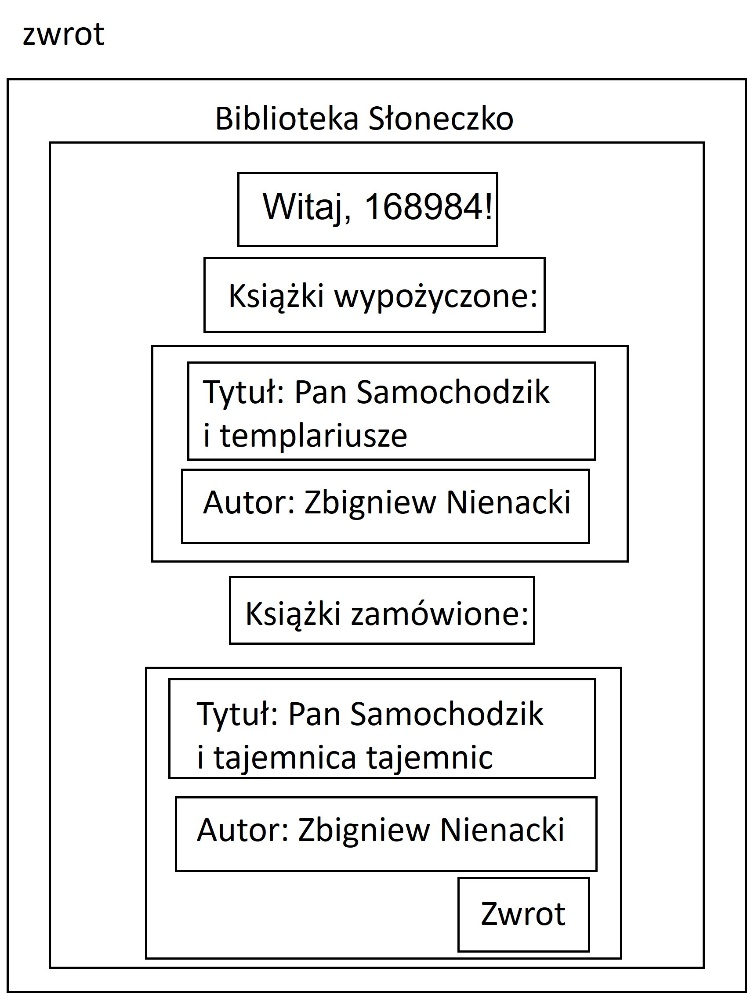 zwrot
Biblioteka Słoneczko
Witaj, 168984!
Książki wypożyczone:
Tytuł: Pan Samochodzik
i templariusze
Autor: Zbigniew Nienacki
Książki zamówione:
Tytuł: Pan Samochodzik
i tajemnica tajemnic
Autor: Zbigniew Nienacki
Zwrot